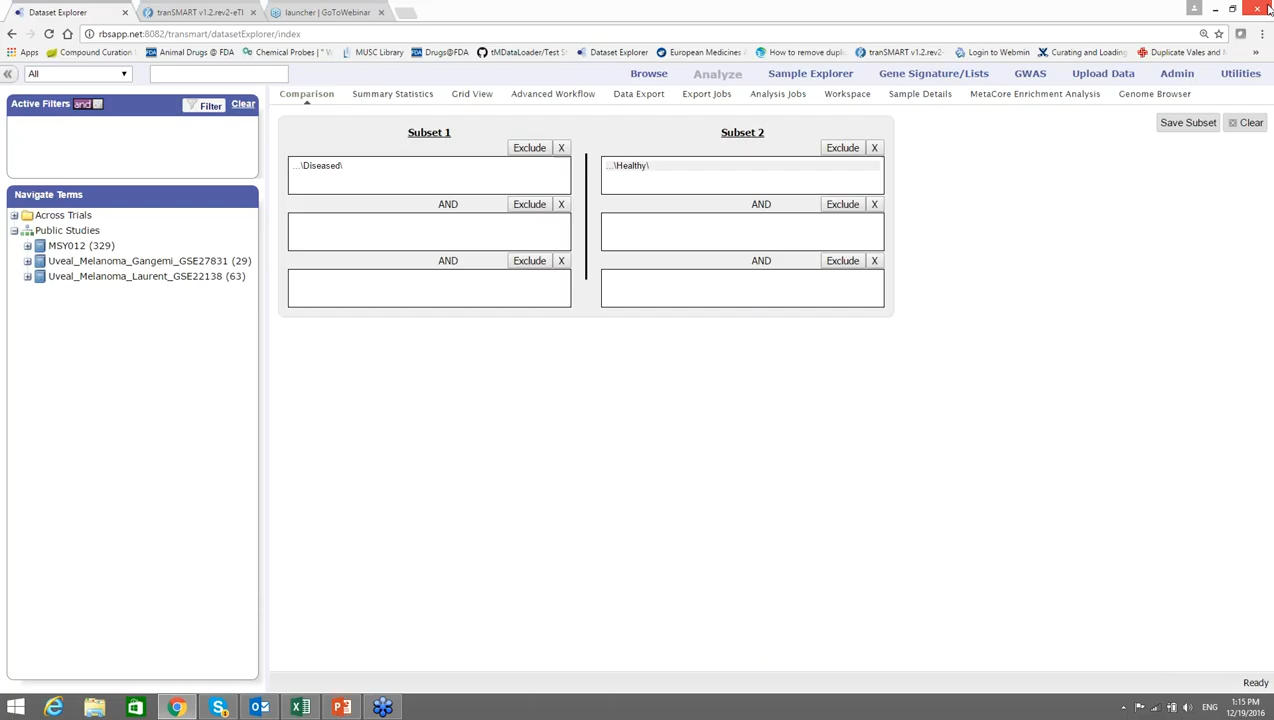 Dataset Explorer
tranSMART v1.2.rev2-eTI
launcher | GoToWebinar
rbsapp.net:8082/transmart/datasetExplorer/index
Apps
Compound Curation
Animal Drugs @ FDA
Chemical Probes | "
MUSC Library
Drugs@FDA
tMDataLoader/Test St
Dataset Explorer
European Medicines
How to remove dupl
tranSMART v1.2.rev2-
Login to Webmin
Curating and Loading
Duplicate Vales and
All
Browse
Analyze
Sample Explorer
Gene Signature/Lists
GWAS
Upload Data
Admin
Utilities
Active Filters and
Filter
Clear
Comparison
Summary Statistics
Grid View
Advanced Workflow
Data Export
Export Jobs
Analysis Jobs
Workspace
Sample Details
MetaCore Enrichment Analysis
Genome Browser
Save Subset
Clear
Subset 1
Subset 2
Exclude X
Exclude X
...\Diseased\
...\Healthy\
AND Exclude X
AND Exclude X
AND Exclude X
AND Exclude X
Navigate Terms
Across Trials
Public Studies
MSY012 (329)
Uveal_Melanoma_Gangemi_GSE27831 (29)
Uveal_Melanoma_Laurent_GSE22138 (63)
Ready
ENG
1:15 PM
12/19/2016